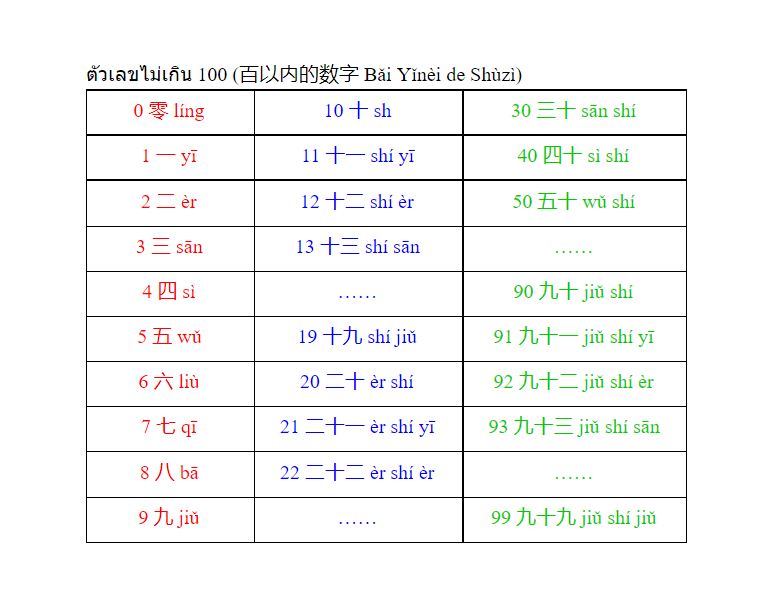 ตัวเลขไม่เกิน 100 (百以内的数字 Bǎi Yǐnèi de Shùzì)
0 零 líng 10 十 sh 30 三十 sān shí
1 一 yī 11 十一 shí yī 40 四十 sì shí
2 二 èr 12 十二 shí èr 50 五十 wǔ shí
3 三 sān 13 十三 shí sān ……
4 四 sì …… 90 九十 jiǔ shí
5 五 wǔ 19 十九 shí jiǔ 91 九十一 jiǔ shí yī
6 六 liù 20 二十 èr shí 92 九十二 jiǔ shí èr
7 七 qī 21 二十一 èr shí yī 93 九十三 jiǔ shí sān
8 八 bā 22 二十二 èr shí èr ……
9 九 jiǔ …… 99 九十九 jiǔ shí jiǔ